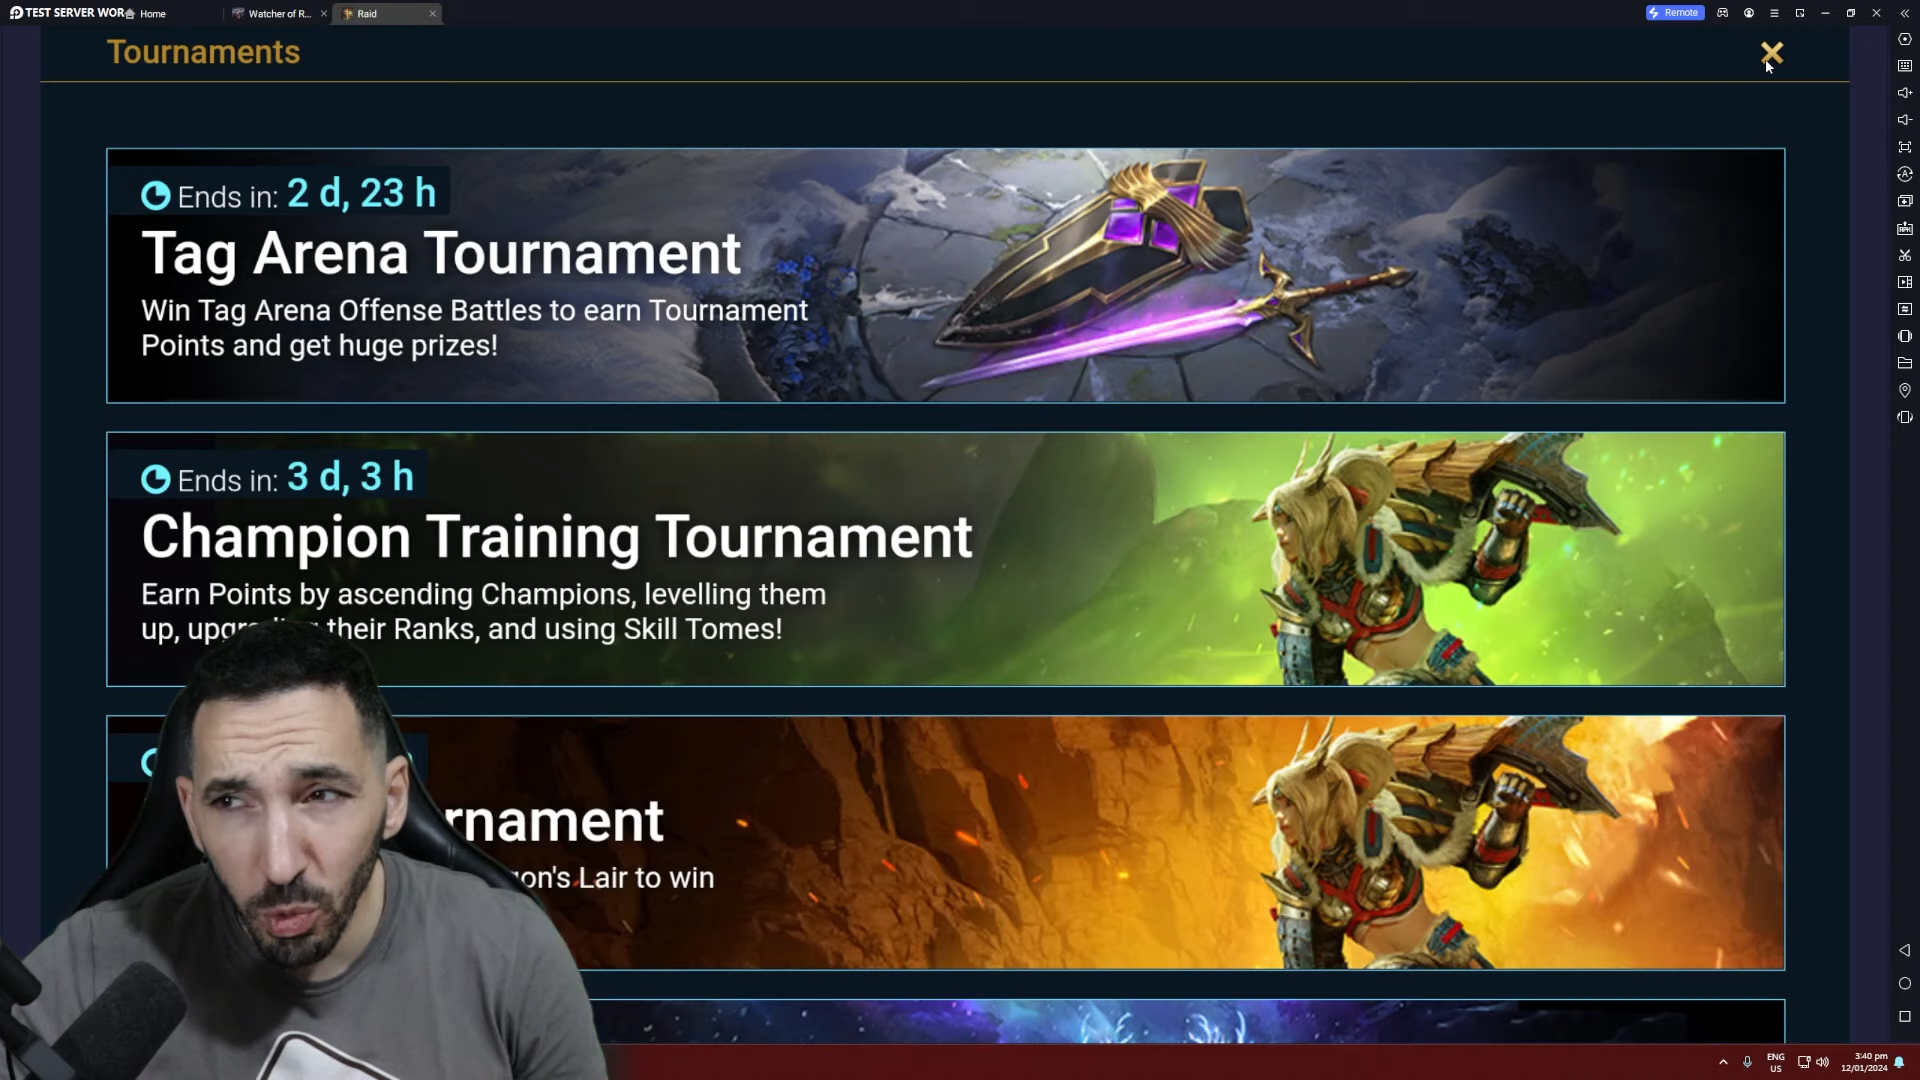 TEST SERVER WOR
Home
Watcher of R...
Raid
Remote
Tournaments
Ends in: 2 d, 23 h
Tag Arena Tournament
Win Tag Arena Offense Battles to earn Tournament
Points and get huge prizes!
Ends in: 3 d, 3 h
Champion Training Tournament
Earn Points by ascending Champions, levelling them
up, their Ranks, and using Skill Tomes!
rnament
on's Lair to win
ENG
US
3:40 pm
12/01/2024